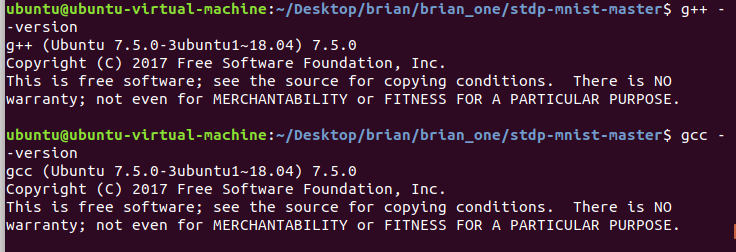 ubuntu@ubuntu-virtual-machine:~/Desktop/brian/brian_one/stdp-mnist-master$ g++ -
-version
g++ (Ubuntu 7.5.0-3ubuntu1~18.04) 7.5.0
Copyright (C) 2017 Free Software Foundation, Inc.
This is free software; see the source for copying conditions.  There is NO
warranty; not even for MERCHANTABILITY or FITNESS FOR A PARTICULAR PURPOSE.

ubuntu@ubuntu-virtual-machine:~/Desktop/brian/brian_one/stdp-mnist-master$ gcc -
-version
gcc (Ubuntu 7.5.0-3ubuntu1~18.04) 7.5.0
Copyright (C) 2017 Free Software Foundation, Inc.
This is free software; see the source for copying conditions.  There is NO
warranty; not even for MERCHANTABILITY or FITNESS FOR A PARTICULAR PURPOSE.